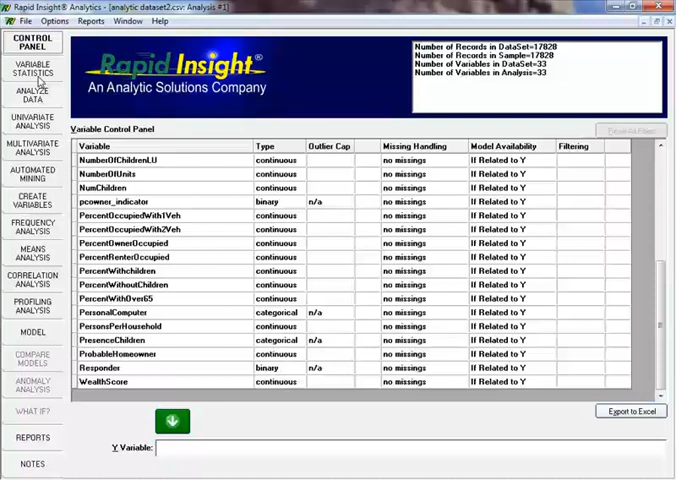 Rapid Insight® Analytics - [analytic dataset2.csv: Analysis #1]
File Options Reports Window Help
CONTROL
PANEL
VARIABLE
STATISTICS
ANALYZE
DATA
UNIVARIATE
ANALYSIS
MULTIVARIATE
ANALYSIS
AUTOMATED
MINING
CREATE
VARIABLES
FREQUENCY
ANALYSIS
MEANS
ANALYSIS
CORRELATION
ANALYSIS
PROFILING
ANALYSIS
MODEL
COMPARE
MODELS
ANOMALY
ANALYSIS
WHAT IF?
REPORTS
NOTES
Rapid Insight®
An Analytic Solutions Company
Number of Records in DataSet=17828
Number of Records in Sample=17828
Number of Variables in DataSet=33
Number of Variables in Analysis=33
Variable Control Panel
Variable Type Outlier Cap Missing Handling Model Availability Filtering
NumberOfChildrenLU continuous no missings If Related to Y
NumberOfUnits continuous no missings If Related to Y
NumChildren continuous no missings If Related to Y
pcowner_indicator binary n/a no missings If Related to Y
PercentOccupiedWith1Veh continuous no missings If Related to Y
PercentOccupiedWith2Veh continuous no missings If Related to Y
PercentOwnerOccupied continuous no missings If Related to Y
PercentRenterOccupied continuous no missings If Related to Y
PercentWithchildren continuous no missings If Related to Y
PercentWithoutChildren continuous no missings If Related to Y
PercentWithOver65 continuous no missings If Related to Y
PersonalComputer categorical n/a no missings If Related to Y
PersonsPerHousehold continuous no missings If Related to Y
PresenceChildren categorical n/a no missings If Related to Y
ProbableHomeowner continuous no missings If Related to Y
Responder binary n/a no missings If Related to Y
WealthScore continuous no missings If Related to Y
Export to Excel
Y Variable: